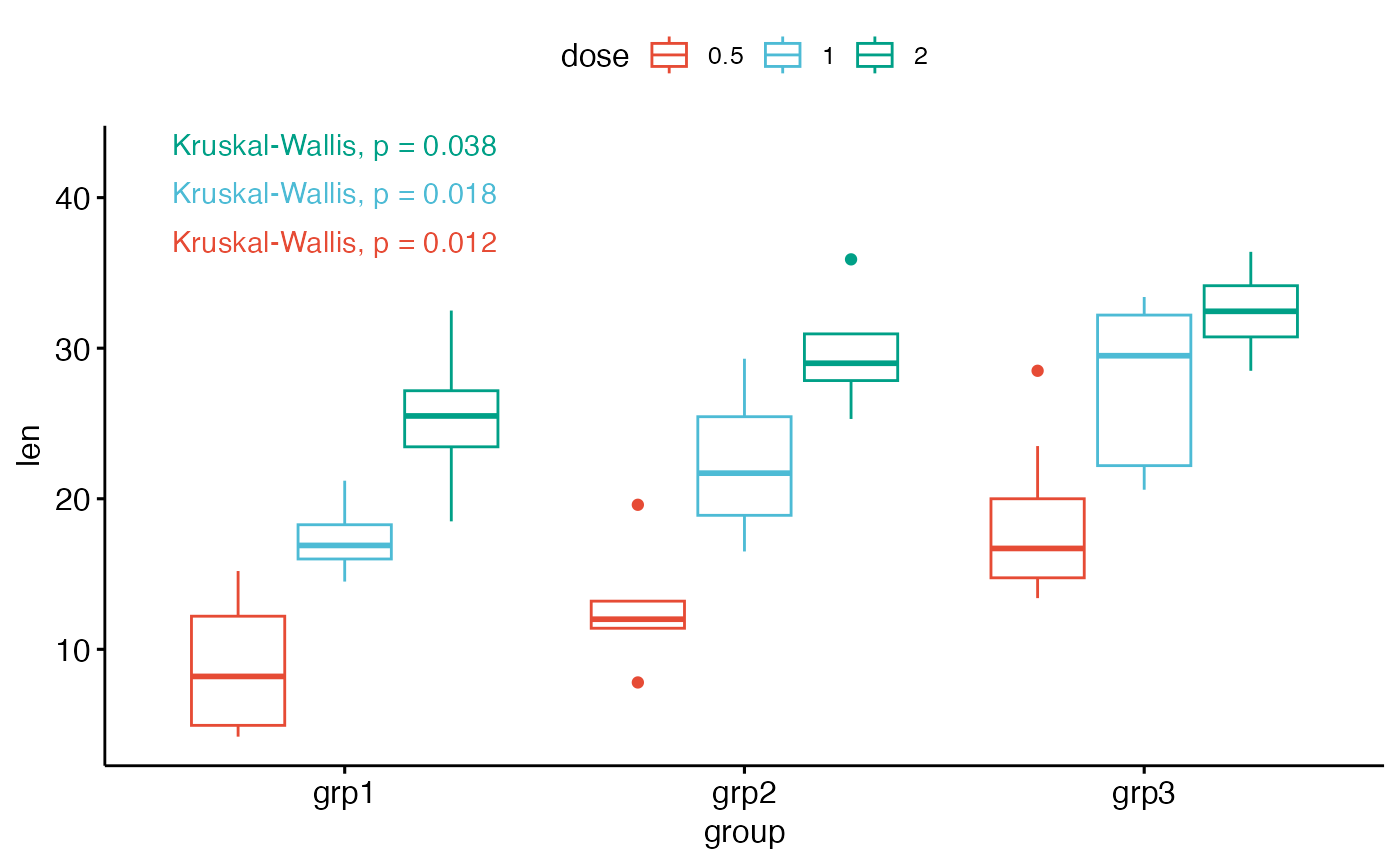 dose 0.5 1 2
Kruskal-Wallis, p = 0.038
Kruskal-Wallis, p = 0.018
Kruskal-Wallis, p = 0.012
40
30
20
10
len
grp1 grp2 grp3
group